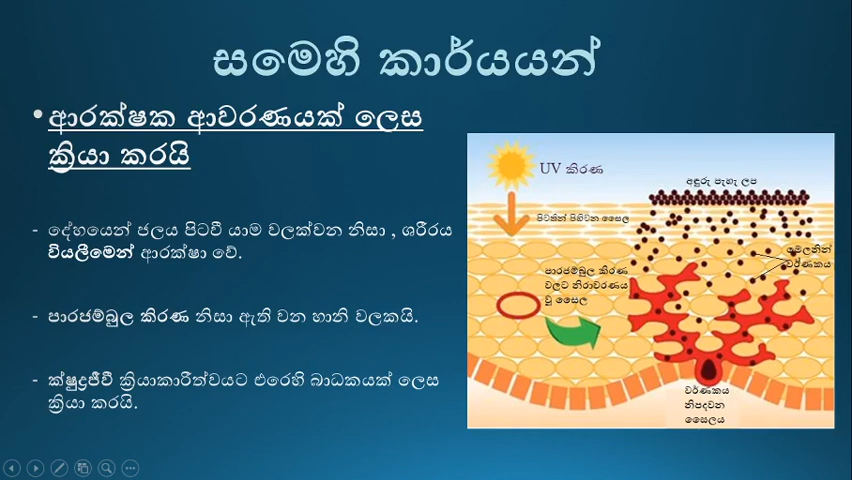 සමෙහි කාර්යයන්
• ආරක්ෂක ආවරණයක් ලෙස
ක්‍රියා කරයි
- දේහයෙන් ජලය පිටවී යාම වලක්වන නිසා , ශරීරය
වියලීමෙන් ආරක්ෂා වේ.
- පාරජම්බුල කිරණ නිසා ඇති වන හානි වලකයි.
- ක්ෂුද්‍රජීවී ක්‍රියාකාරීත්වයට එරෙහි බාධකයක් ලෙස
ක්‍රියා කරයි.
UV කිරණ
අඳුරු පැහැ ලප
පිටතින් පිහිටන සෛල
මෙලනින්
වර්ණකය
පාරජම්බුල කිරණ
වලට නිරාවරණය
වූ සෛල
වර්ණකය
නිපදවන
සෛලය